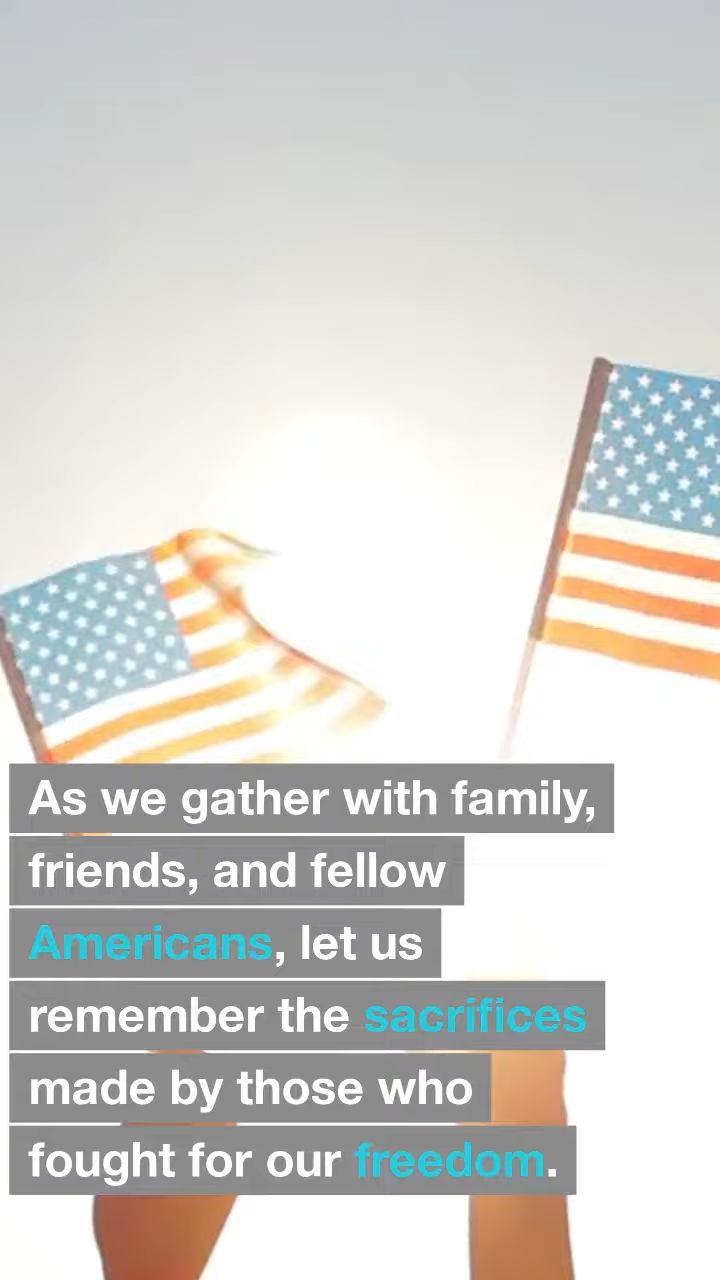 As we gather with family,
friends, and fellow
Americans, let us
remember the sacrifices
made by those who
fought for our freedom.